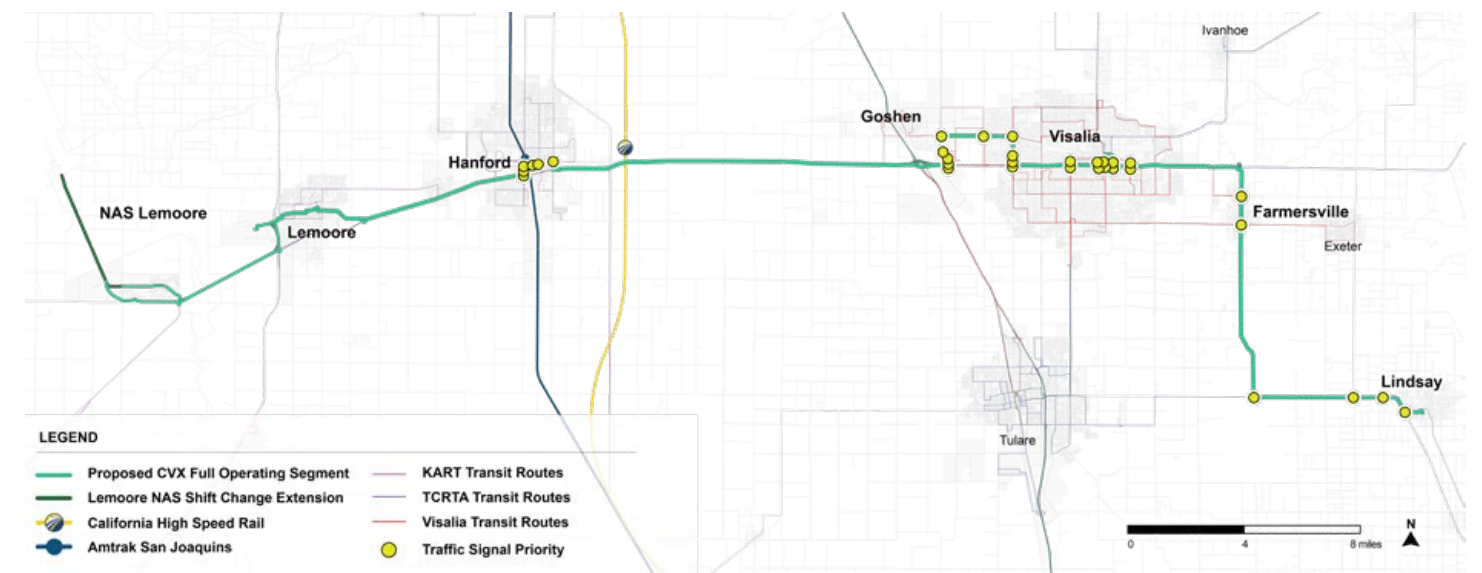 Ivanhoe
Goshen
Visalia
Hanford
NAS Lemoore
Lemoore
Farmersville
Exeter
Lindsay
Tulare
LEGEND
Proposed CVX Full Operating Segment
Lemoore NAS Shift Change Extension
California High Speed Rail
Amtrak San Joaquins
KART Transit Routes
TCRTA Transit Routes
Visalia Transit Routes
Traffic Signal Priority
0 4 8 miles
N